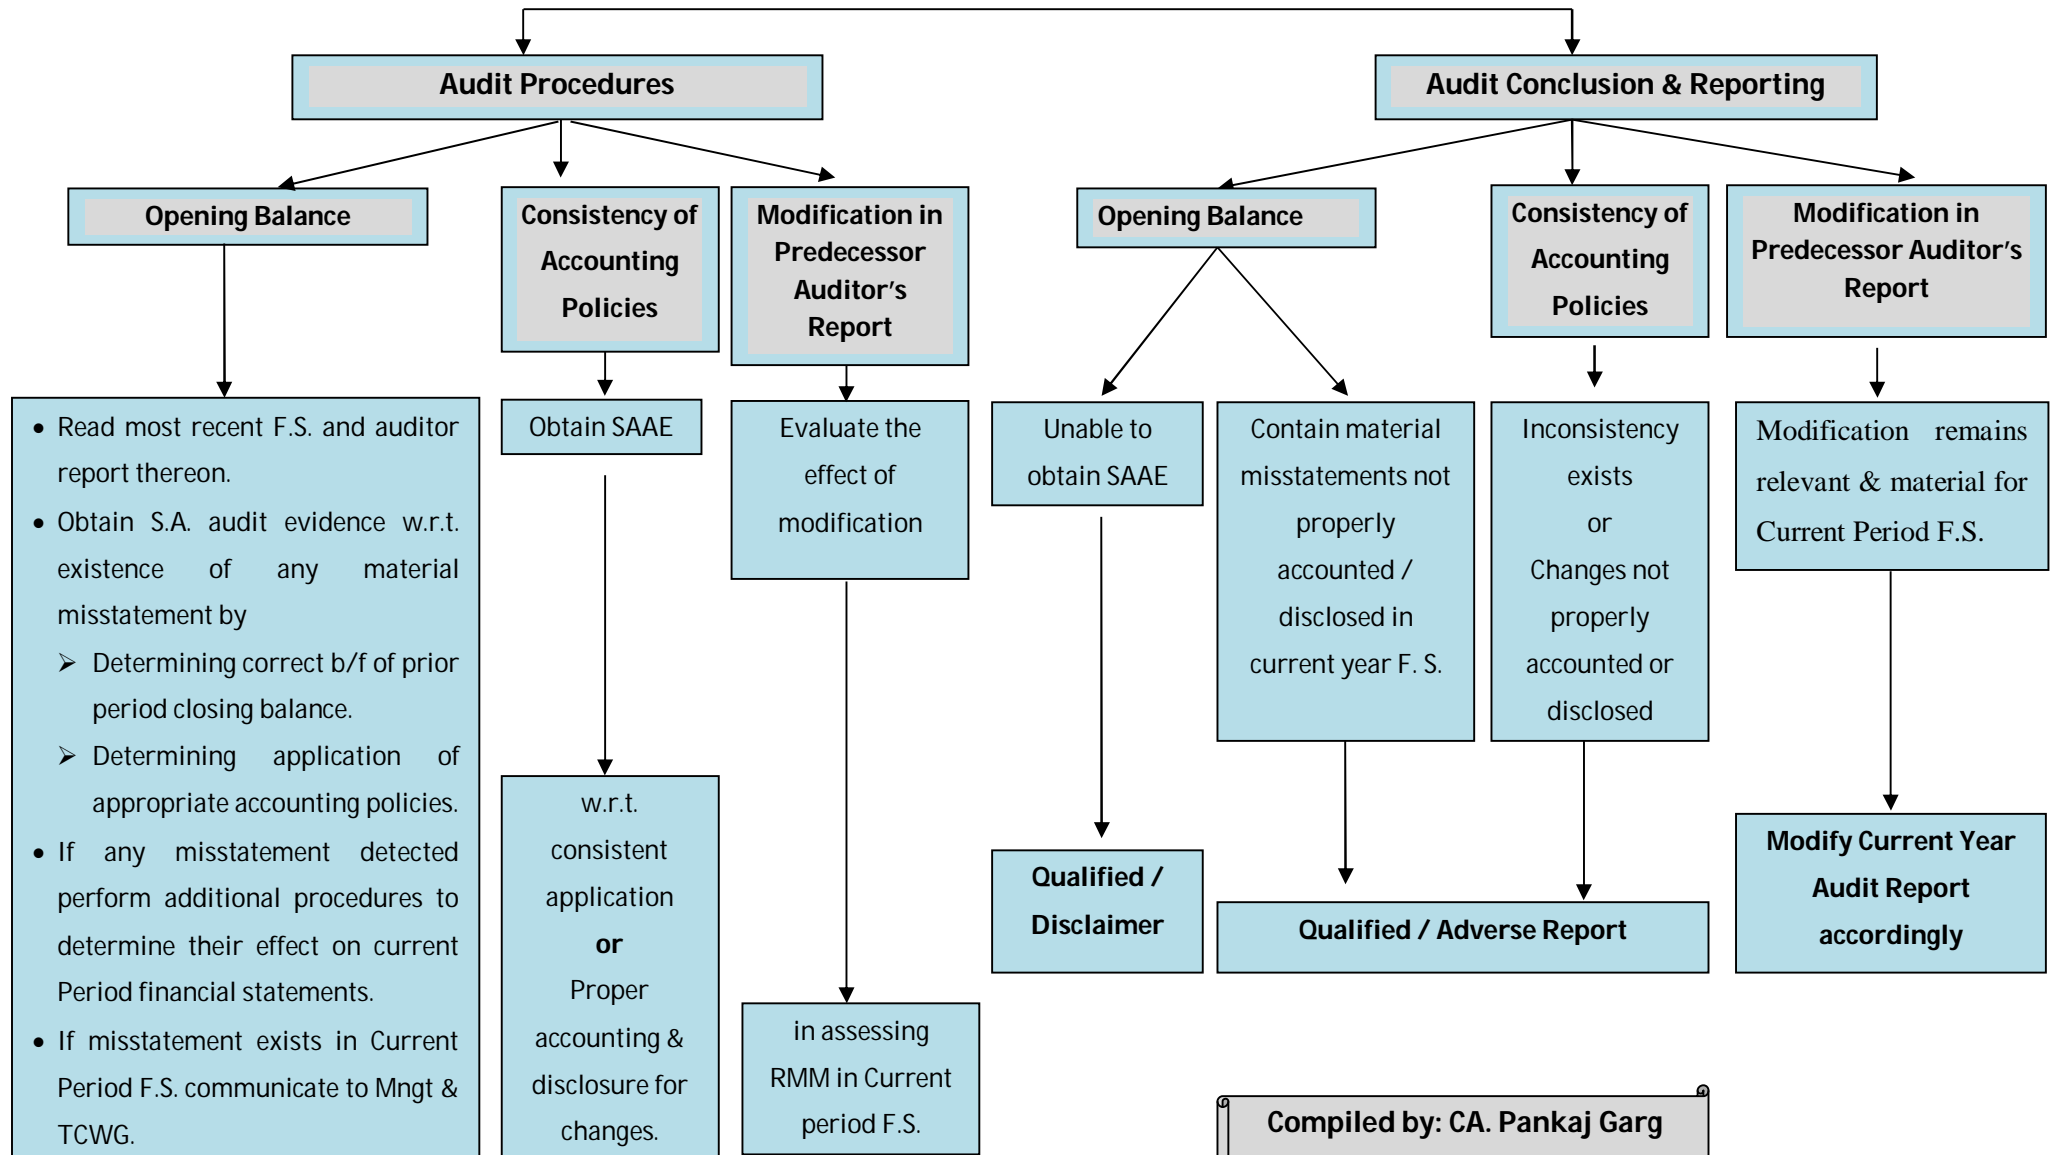 Audit Procedures
Opening Balance
• Read most recent F.S. and auditor
report thereon.
• Obtain S.A. audit evidence w.r.t.
existence of any material
misstatement by
➢ Determining correct b/f of prior
period closing balance.
➢ Determining application of
appropriate accounting policies.
• If any misstatement detected
perform additional procedures to
determine their effect on current
Period financial statements.
• If misstatement exists in Current
Period F.S. communicate to Mngt &
TCWG.
Consistency of
Accounting
Policies
Obtain SAAE
w.r.t.
consistent
application
or
Proper
accounting &
disclosure for
changes.
Modification in
Predecessor
Auditor's
Report
Evaluate the
effect of
modification
in assessing
RMM in Current
period F.S.
Audit Conclusion & Reporting
Opening Balance
Unable to
obtain SAAE
Qualified /
Disclaimer
Contain material
misstatements not
properly
accounted /
disclosed in
current year F. S.
Consistency of
Accounting
Policies
Inconsistency
exists
or
Changes not
properly
accounted or
disclosed
Qualified / Adverse Report
Modification in
Predecessor Auditor's
Report
Modification remains
relevant & material for
Current Period F.S.
Modify Current Year
Audit Report
accordingly
Compiled by: CA. Pankaj Garg